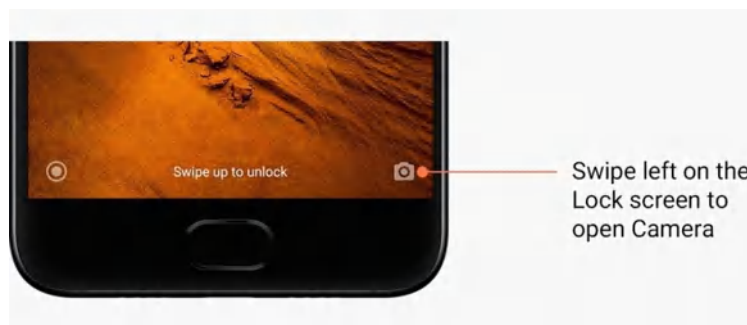 Swipe up to unlock
Swipe left on the
Lock screen to
open Camera